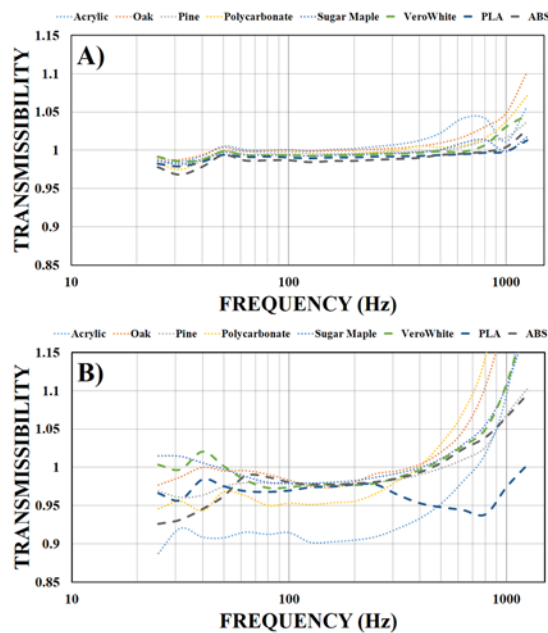 Acrylic Oak Pine Polycarbonate Sugar Maple VeroWhite PLA ABS
A)
1.15
1.1
1.05
1
0.95
0.9
0.85
TRANSMISSIBILITY
10 100 1000
FREQUENCY (Hz)
Acrylic Oak Pine Polycarbonate Sugar Maple VeroWhite PLA ABS
B)
1.15
1.1
1.05
1
0.95
0.9
0.85
TRANSMISSIBILITY
10 100 1000
FREQUENCY (Hz)